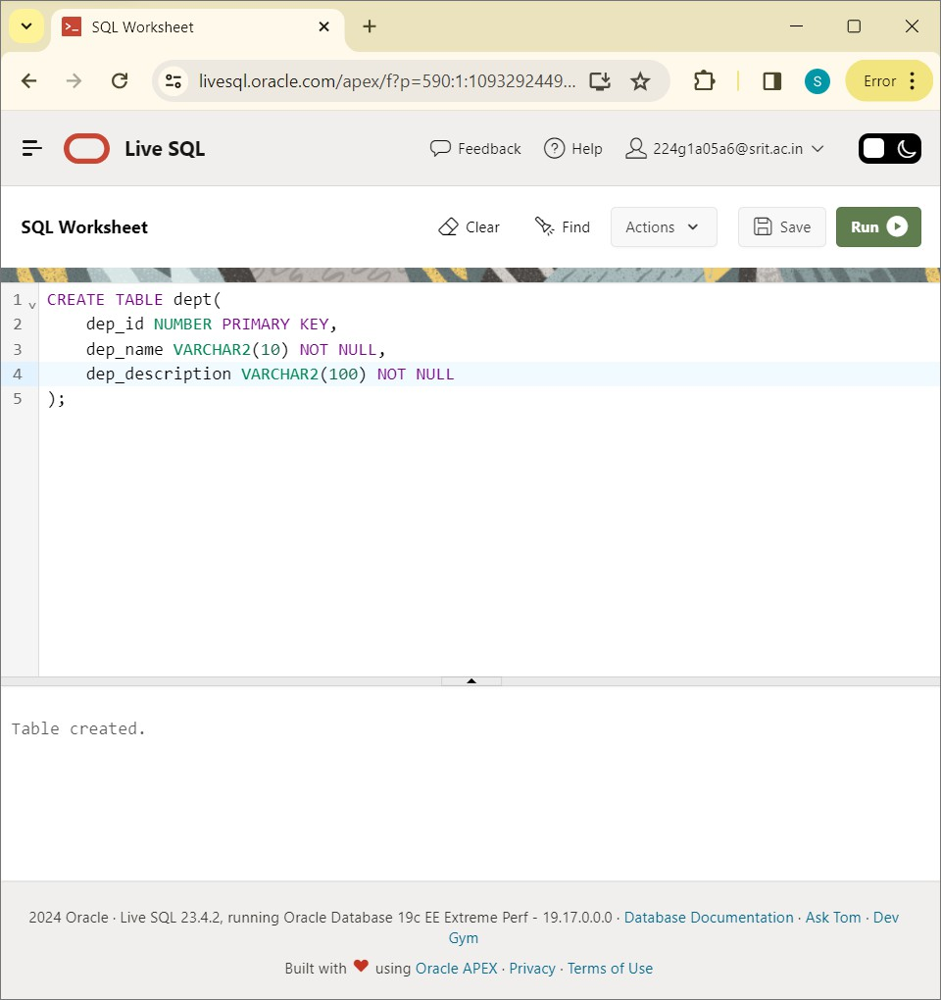 SQL Worksheet
livesql.oracle.com/apex/f?p=590:1:1093292449...
S
Error
Live SQL
Feedback
Help
224g1a05a6@srit.ac.in
SQL Worksheet
Clear
Find
Actions
Save
Run
1 CREATE TABLE dept(
2 dep_id NUMBER PRIMARY KEY,
3 dep_name VARCHAR2(10) NOT NULL,
4 dep_description VARCHAR2(100) NOT NULL
5 );
Table created.
2024 Oracle · Live SQL 23.4.2, running Oracle Database 19c EE Extreme Perf - 19.17.0.0.0 · Database Documentation · Ask Tom · Dev
Gym
Built with ❤ using Oracle APEX · Privacy · Terms of Use